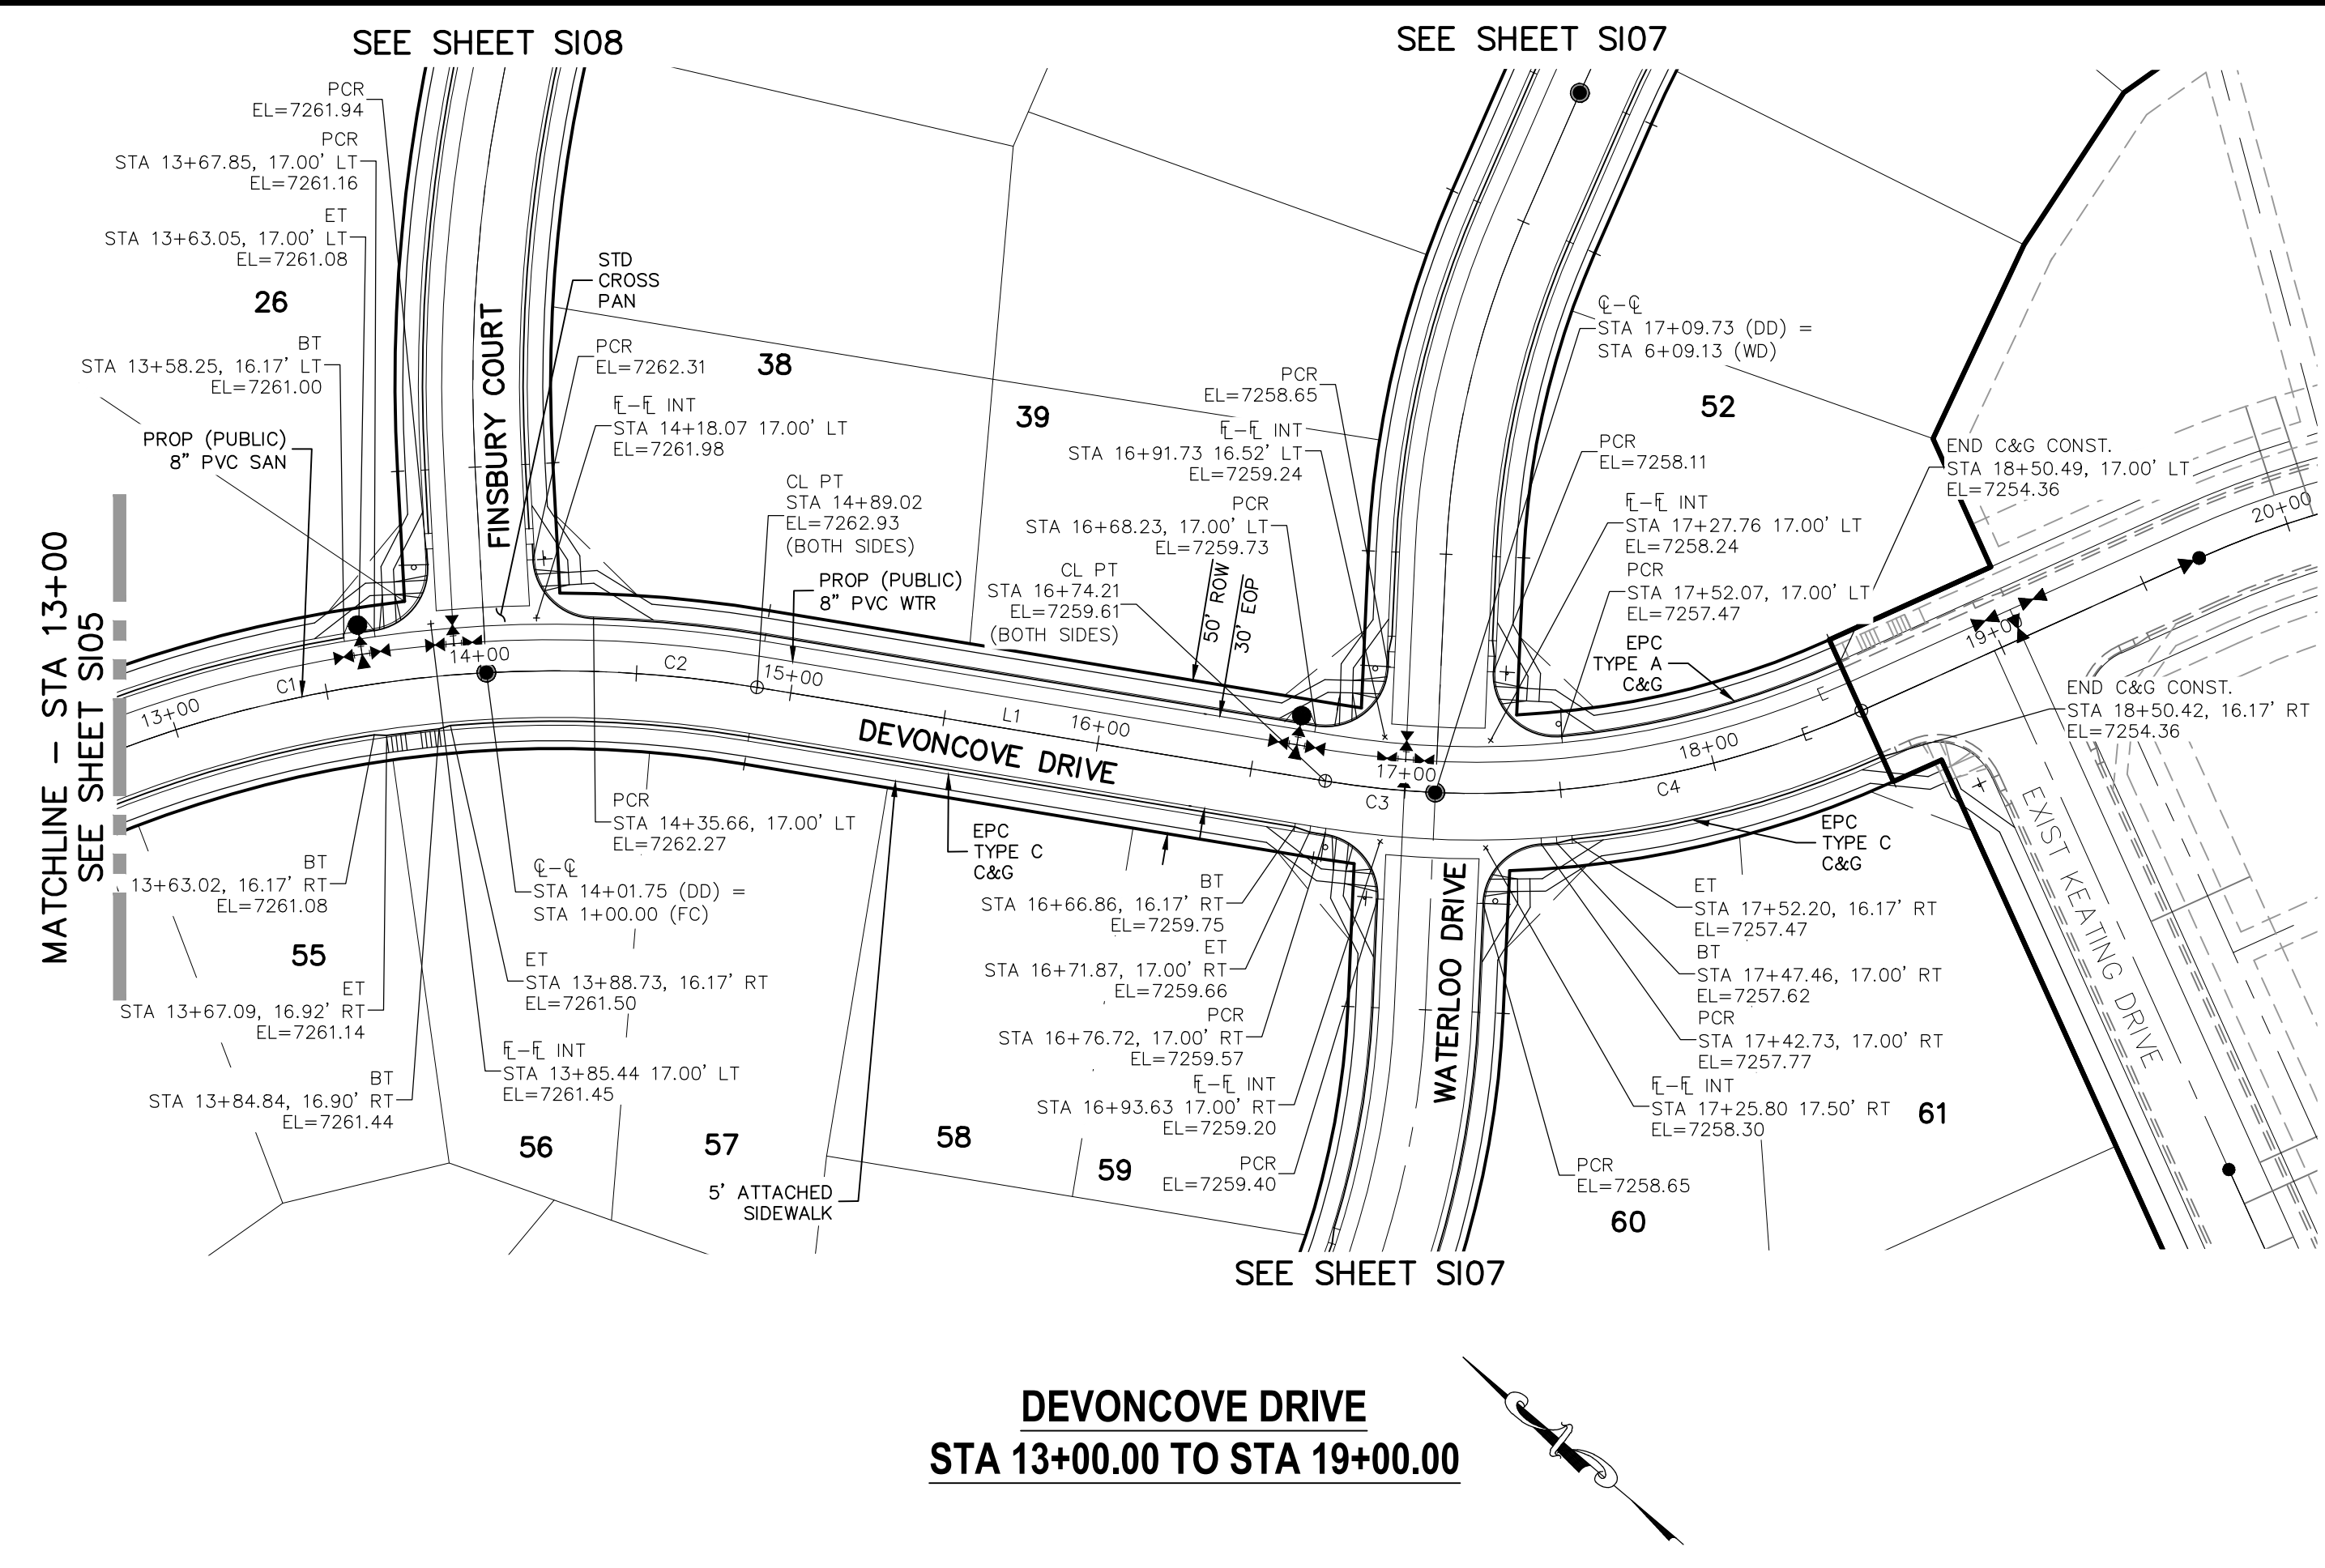 SEE SHEET SI08
SEE SHEET SI07
PCR
EL=7261.94
PCR
STA 13+67.85, 17.00' LT
EL=7261.16
ET
STA 13+63.05, 17.00' LT
EL=7261.08
26
BT
STA 13+58.25, 16.17' LT
EL=7261.00
PROP (PUBLIC)
8" PVC SAN
MATCHLINE – STA 13+00
SEE SHEET SI05
STD
CROSS
PAN
FINSBURY COURT
PCR
EL=7262.31
38
FL–FL INT
STA 14+18.07 17.00' LT
EL=7261.98
CL PT
STA 14+89.02
EL=7262.93
(BOTH SIDES)
PROP (PUBLIC)
8" PVC WTR
39
PCR
EL=7258.65
FL–FL INT
STA 16+91.73 16.52' LT
EL=7259.24
PCR
STA 16+68.23, 17.00' LT
EL=7259.73
CL PT
STA 16+74.21
EL=7259.61
(BOTH SIDES)
50' ROW
30' EOP
CL–CL
STA 17+09.73 (DD) =
STA 6+09.13 (WD)
52
PCR
EL=7258.11
FL–FL INT
STA 17+27.76 17.00' LT
EL=7258.24
PCR
STA 17+52.07, 17.00' LT
EL=7257.47
EPC
TYPE A
C&G
END C&G CONST.
STA 18+50.49, 17.00' LT
EL=7254.36
20+00
19+00
END C&G CONST.
STA 18+50.42, 16.17' RT
EL=7254.36
13+00
C1
14+00
C2
15+00
L1
16+00
17+00
C3
C4
18+00
E
E
DEVONCOVE DRIVE
EXIST KEATING DRIVE
WATERLOO DRIVE
BT
13+63.02, 16.17' RT
EL=7261.08
55
ET
STA 13+67.09, 16.92' RT
EL=7261.14
BT
STA 13+84.84, 16.90' RT
EL=7261.44
PCR
STA 14+35.66, 17.00' LT
EL=7262.27
CL–CL
STA 14+01.75 (DD) =
STA 1+00.00 (FC)
ET
STA 13+88.73, 16.17' RT
EL=7261.50
FL–FL INT
STA 13+85.44 17.00' LT
EL=7261.45
56
57
58
59
5' ATTACHED
SIDEWALK
EPC
TYPE C
C&G
BT
STA 16+66.86, 16.17' RT
EL=7259.75
ET
STA 16+71.87, 17.00' RT
EL=7259.66
PCR
STA 16+76.72, 17.00' RT
EL=7259.57
FL–FL INT
STA 16+93.63 17.00' RT
EL=7259.20
PCR
EL=7259.40
EPC
TYPE C
C&G
ET
STA 17+52.20, 16.17' RT
EL=7257.47
BT
STA 17+47.46, 17.00' RT
EL=7257.62
PCR
STA 17+42.73, 17.00' RT
EL=7257.77
FL–FL INT
STA 17+25.80 17.50' RT
EL=7258.30
61
PCR
EL=7258.65
60
SEE SHEET SI07
DEVONCOVE DRIVE
STA 13+00.00 TO STA 19+00.00